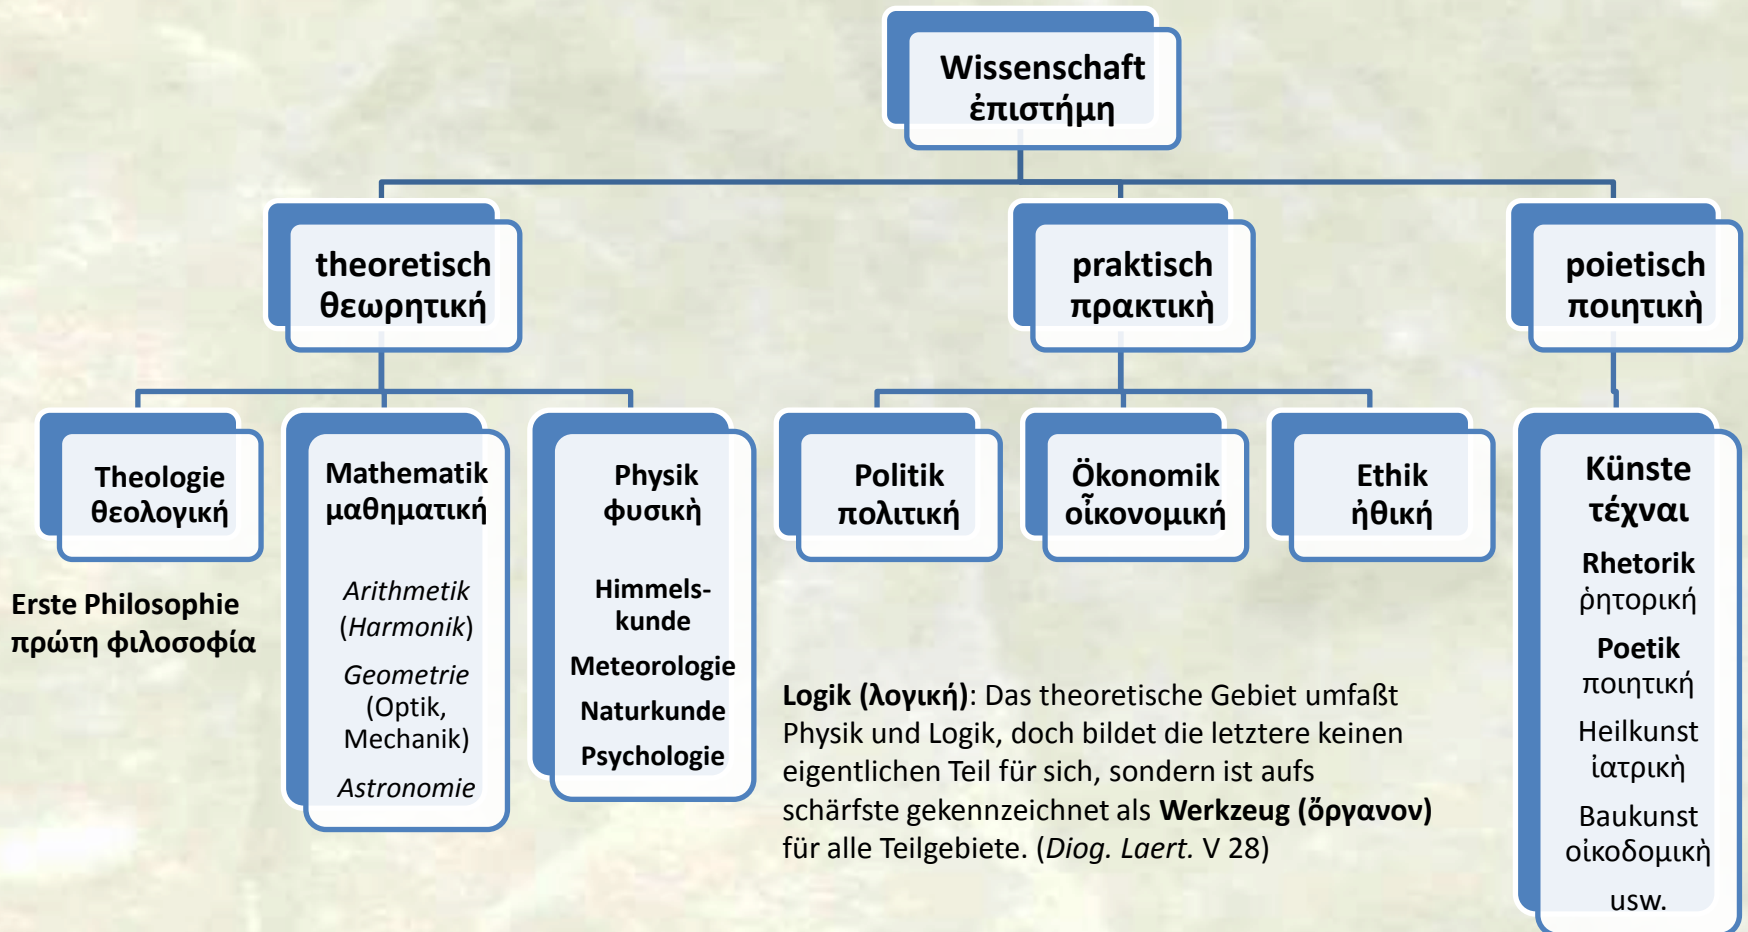 Wissenschaft
ἐπιστήμη
theoretisch
θεωρητική
praktisch
πρακτικὴ
poietisch
ποιητικὴ
Theologie
θεολογική
Erste Philosophie
πρώτη φιλοσοφία
Mathematik
μαθηματική
Arithmetik
(Harmonik)
Geometrie
(Optik,
Mechanik)
Astronomie
Physik
φυσικὴ
Himmels-
kunde
Meteorologie
Naturkunde
Psychologie
Politik
πολιτική
Ökonomik
οἶκονομική
Ethik
ἠθική
Künste
τέχναι
Rhetorik
ῥητορική
Poetik
ποιητική
Heilkunst
ἰατρικὴ
Baukunst
οἰκοδομικὴ
usw.
Logik (λογική): Das theoretische Gebiet umfaßt
Physik und Logik, doch bildet die letztere keinen
eigentlichen Teil für sich, sondern ist aufs
schärfste gekennzeichnet als Werkzeug (ὄργανον)
für alle Teilgebiete. (Diog. Laert. V 28)